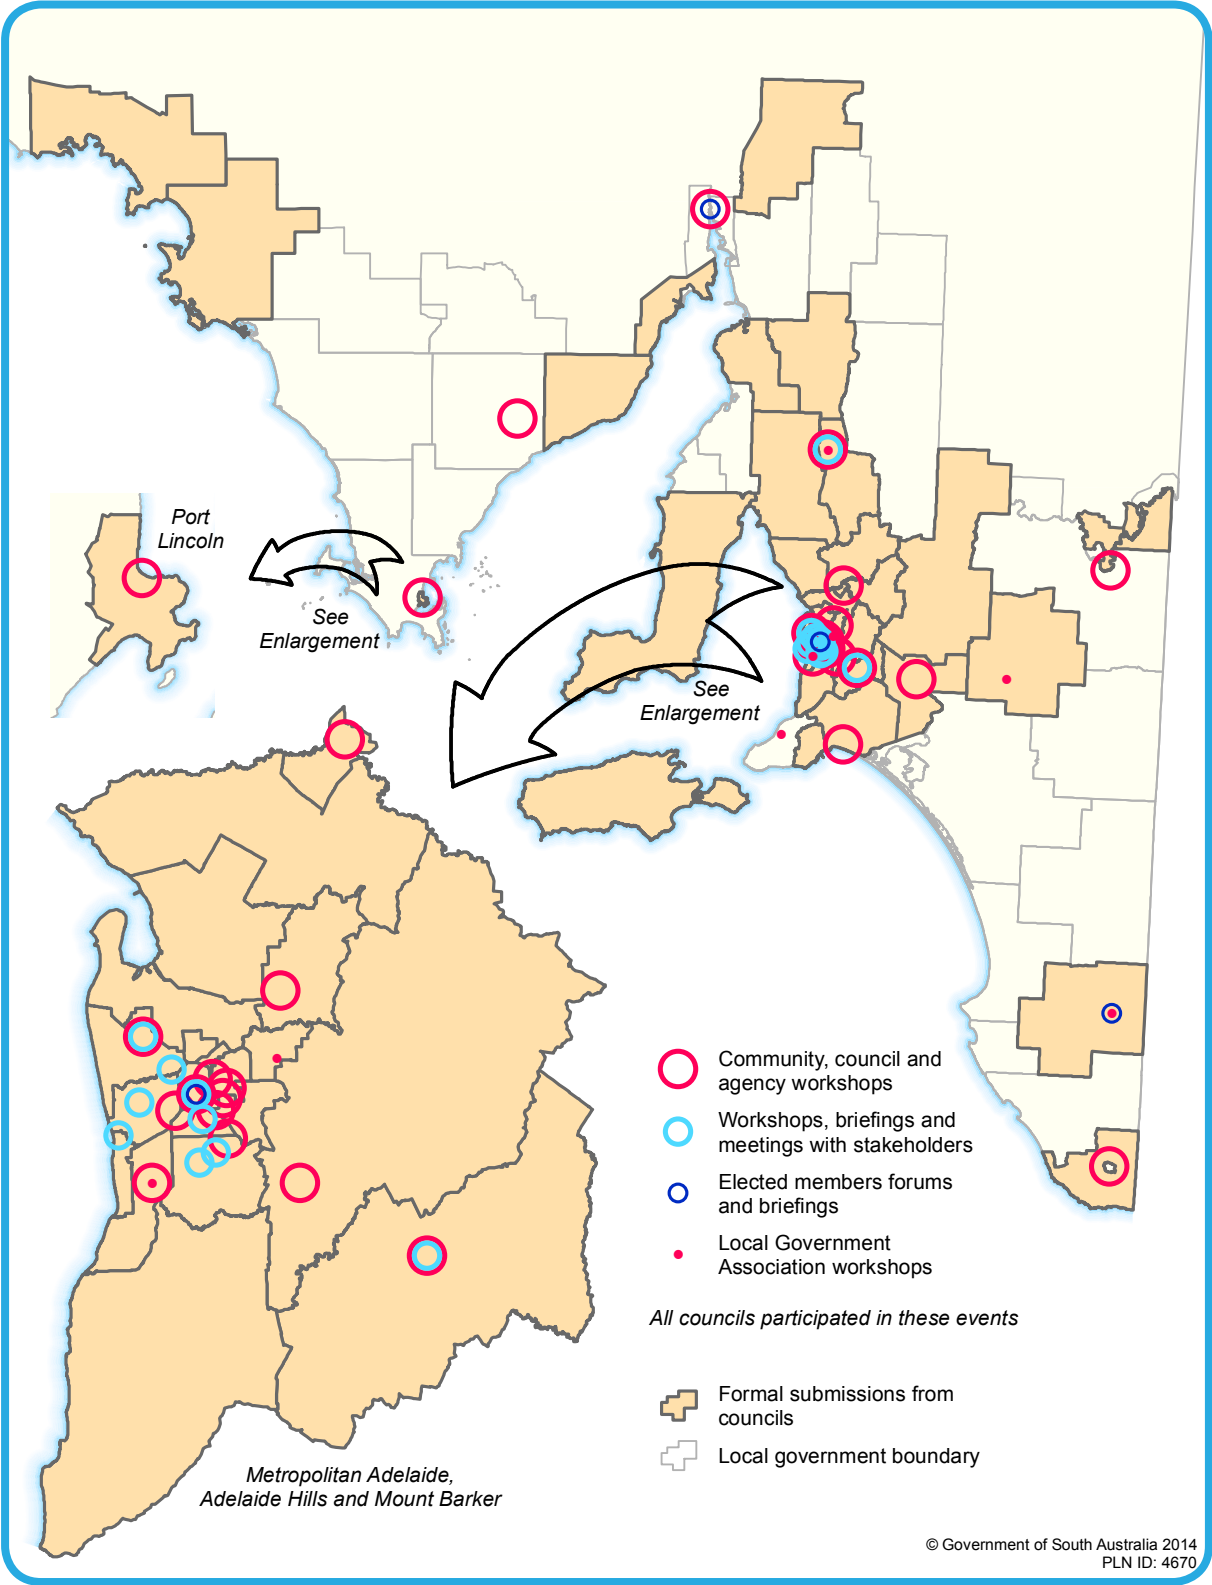 Port
Lincoln
See
Enlargement
See
Enlargement
Community, council and
agency workshops
Workshops, briefings and
meetings with stakeholders
Elected members forums
and briefings
Local Government
Association workshops
All councils participated in these events
Formal submissions from
councils
Local government boundary
Metropolitan Adelaide,
Adelaide Hills and Mount Barker
© Government of South Australia 2014
PLN ID: 4670